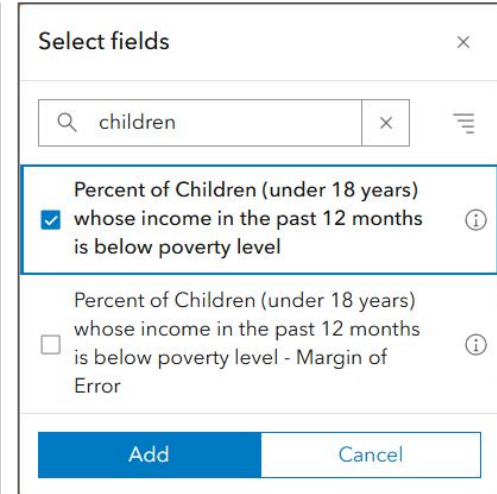 Select fields
children
Percent of Children (under 18 years)
whose income in the past 12 months
is below poverty level
Percent of Children (under 18 years)
whose income in the past 12 months
is below poverty level - Margin of
Error
Add
Cancel